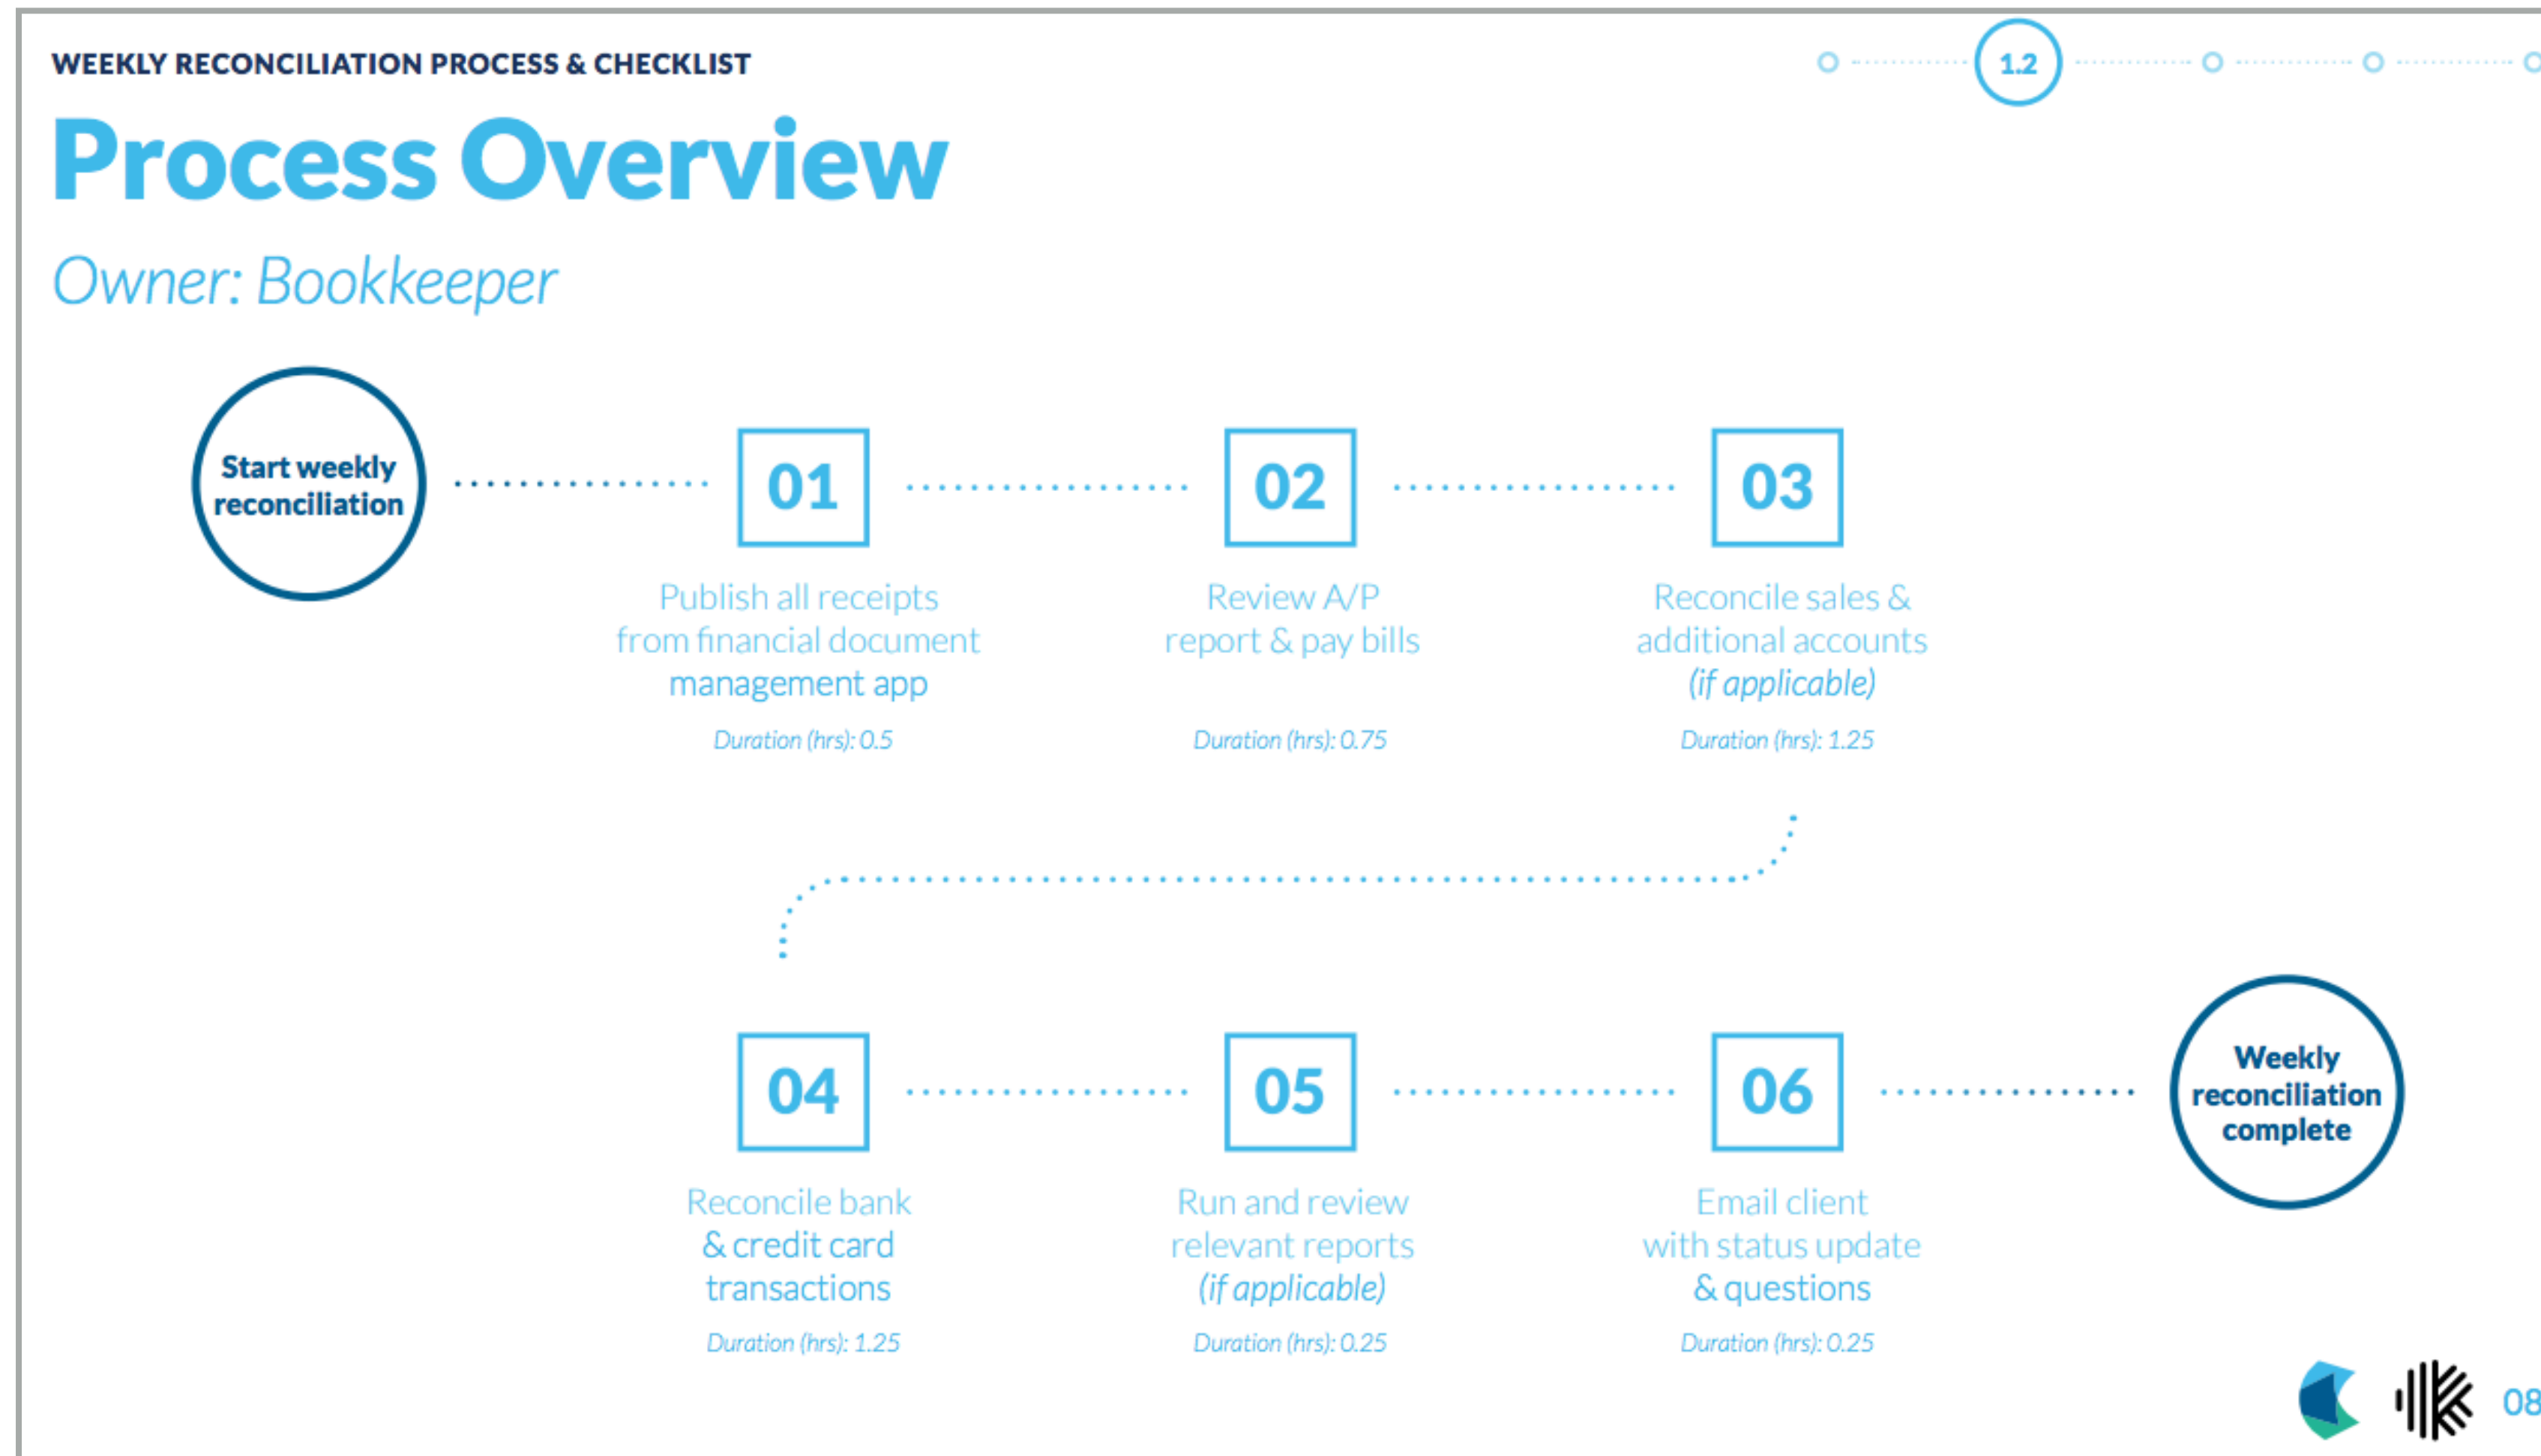 WEEKLY RECONCILIATION PROCESS & CHECKLIST
1.2
Process Overview
Owner: Bookkeeper
Start weekly
reconciliation
01
Publish all receipts
from financial document
management app
Duration (hrs): 0.5
02
Review A/P
report & pay bills
Duration (hrs): 0.75
03
Reconcile sales &
additional accounts
(if applicable)
Duration (hrs): 1.25
04
Reconcile bank
& credit card
transactions
Duration (hrs): 1.25
05
Run and review
relevant reports
(if applicable)
Duration (hrs): 0.25
06
Email client
with status update
& questions
Duration (hrs): 0.25
Weekly
reconciliation
complete
08